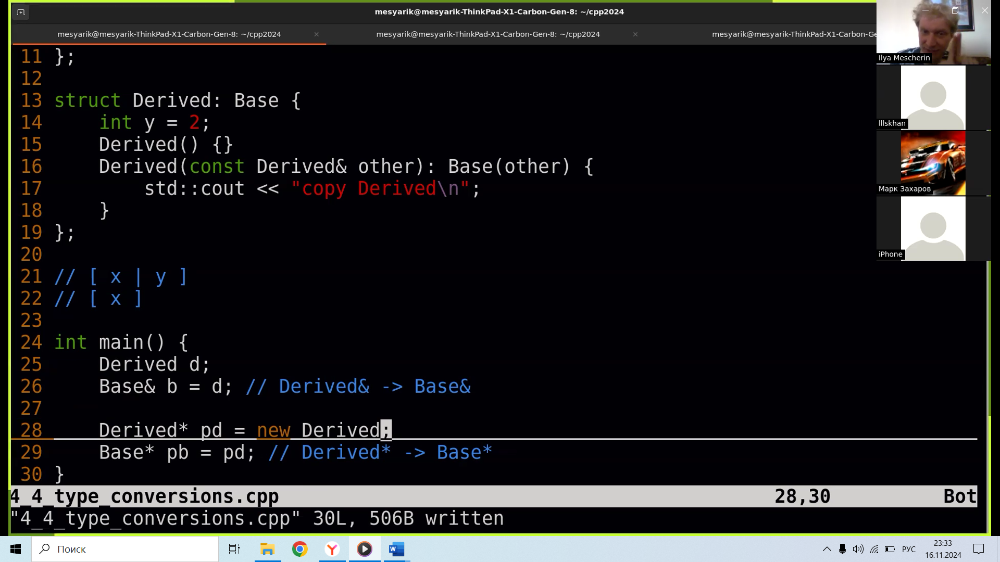 mesyarik@mesyarik-ThinkPad-X1-Carbon-Gen-8: ~/cpp2024
mesyarik@mesyarik-ThinkPad-X1-Carbon-Gen-8: ~/cpp2024 × mesyarik@mesyarik-ThinkPad-X1-Carbon-Gen-8: ~/cpp2024 × mesyarik@mesyarik-ThinkPad-X1-Carbon-Ge
11 };
12
13 struct Derived: Base {
14     int y = 2;
15     Derived() {}
16     Derived(const Derived& other): Base(other) {
17         std::cout << "copy Derived\n";
18     }
19 };
20
21 // [ x | y ]
22 // [ x ]
23
24 int main() {
25     Derived d;
26     Base& b = d; // Derived& -> Base&
27
28     Derived* pd = new Derived;
29     Base* pb = pd; // Derived* -> Base*
30 }
4_4_type_conversions.cpp 28,30 Bot
"4_4_type_conversions.cpp" 30L, 506B written
Ilya Mescherin
lllskhan
Марк Захаров
iPhone
Поиск
РУС
23:33
16.11.2024